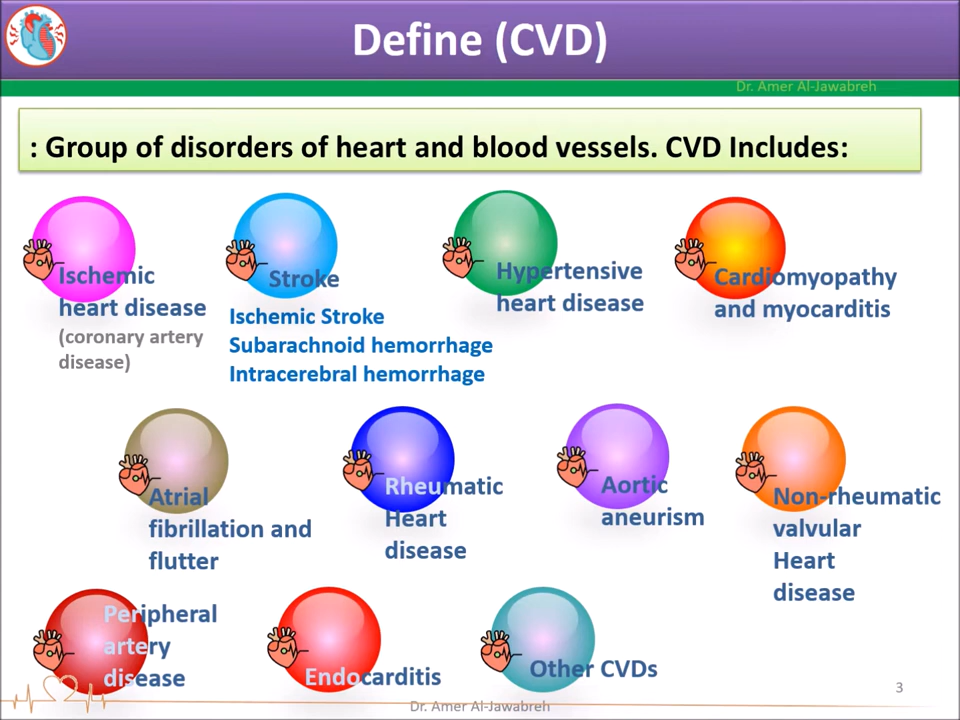 Define (CVD)
Dr. Amer Al-Jawabreh
: Group of disorders of heart and blood vessels. CVD Includes:
Ischemic
heart disease
(coronary artery
disease)
Stroke
Ischemic Stroke
Subarachnoid hemorrhage
Intracerebral hemorrhage
Hypertensive
heart disease
Cardiomyopathy
and myocarditis
Atrial
fibrillation and
flutter
Rheumatic
Heart
disease
Aortic
aneurism
Non-rheumatic
valvular
Heart
disease
Peripheral
artery
disease
Endocarditis
Other CVDs
3
Dr. Amer Al-Jawabreh